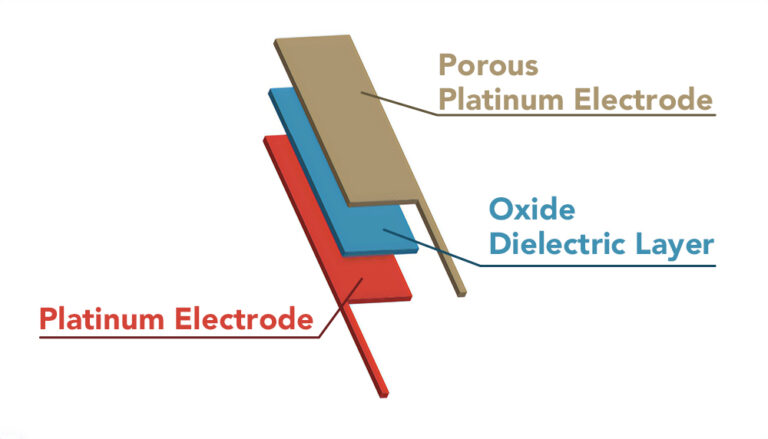 Porous
Platinum Electrode
Oxide
Dielectric Layer
Platinum Electrode